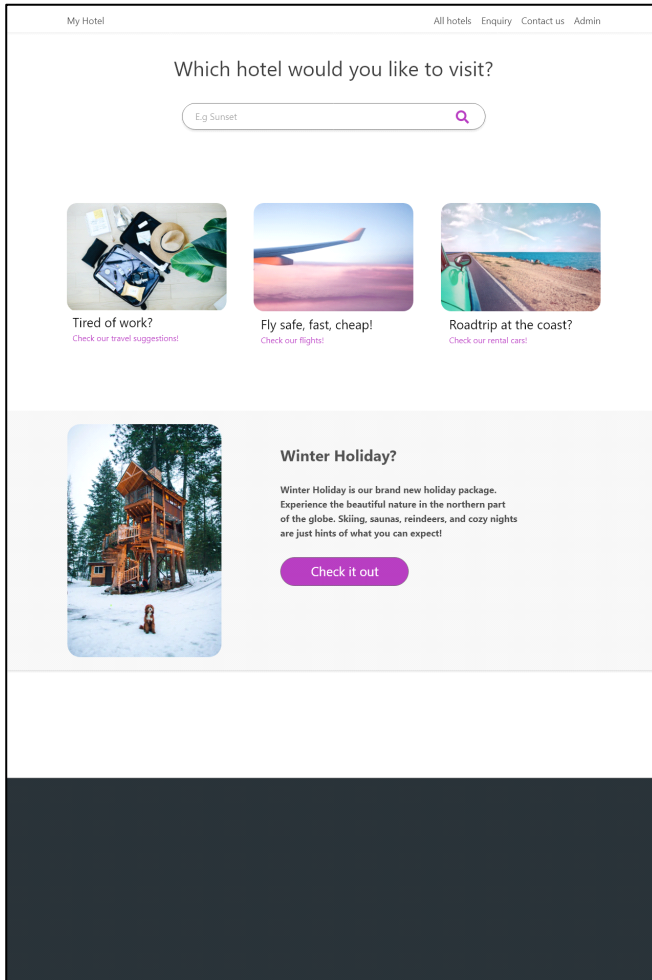 My Hotel
All hotels Enquiry Contact us Admin
Which hotel would you like to visit?
E.g Sunset
Tired of work?
Check our travel suggestions!
Fly safe, fast, cheap!
Check our flights!
Roadtrip at the coast?
Check our rental cars!
Winter Holiday?
Winter Holiday is our brand new holiday package.
Experience the beautiful nature in the northern part
of the globe. Skiing, saunas, reindeers, and cozy nights
are just hints of what you can expect!
Check it out